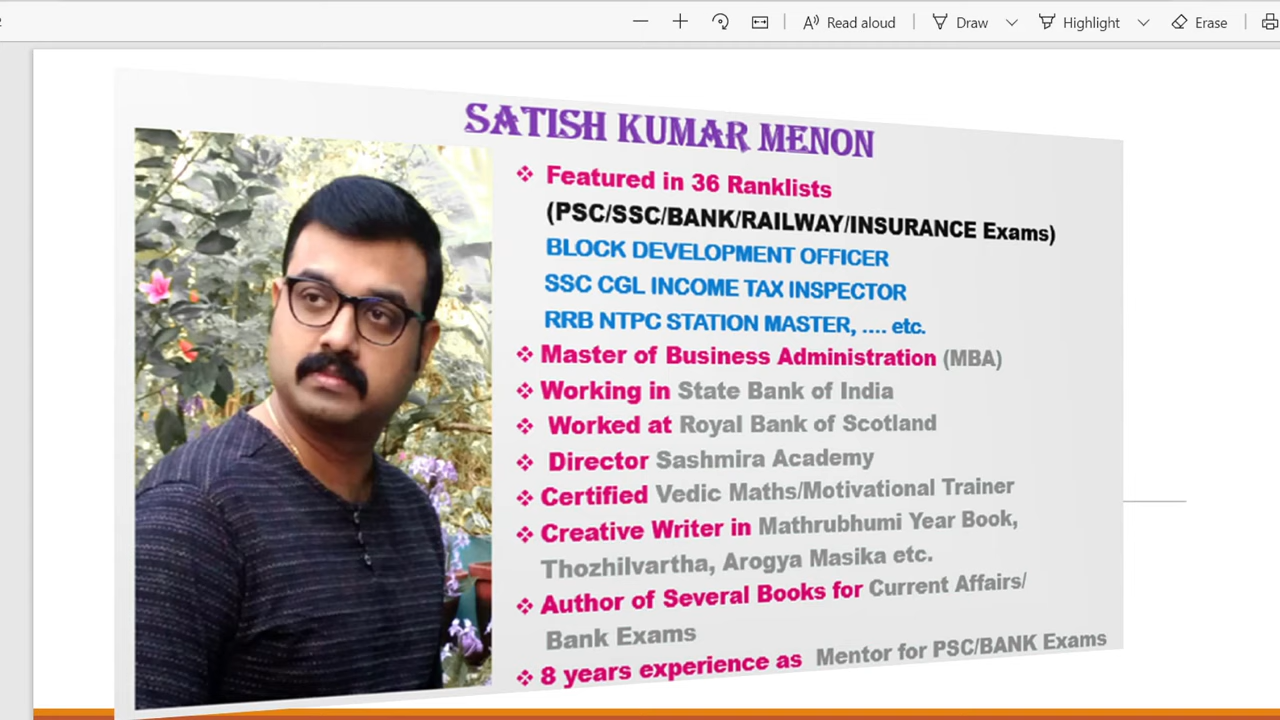 Read aloud
Draw
Highlight
Erase
SATISH KUMAR MENON
Featured in 36 Ranklists
(PSC/SSC/BANK/RAILWAY/INSURANCE Exams)
BLOCK DEVELOPMENT OFFICER
SSC CGL INCOME TAX INSPECTOR
RRB NTPC STATION MASTER, .... etc.
Master of Business Administration (MBA)
Working in State Bank of India
Worked at Royal Bank of Scotland
Director Sashmira Academy
Certified Vedic Maths/Motivational Trainer
Creative Writer in Mathrubhumi Year Book,
Thozhilvartha, Arogya Masika etc.
Author of Several Books for Current Affairs/
Bank Exams
8 years experience as Mentor for PSC/BANK Exams